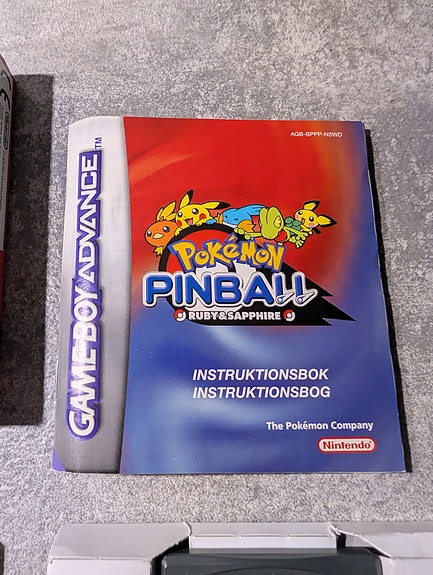 AGB-BPPP-NSWD
GAME BOY ADVANCE™
POKéMON
PINBALL
RUBY&SAPPHIRE
INSTRUKTIONSBOK
INSTRUKTIONSBOG
The Pokémon Company
Nintendo®